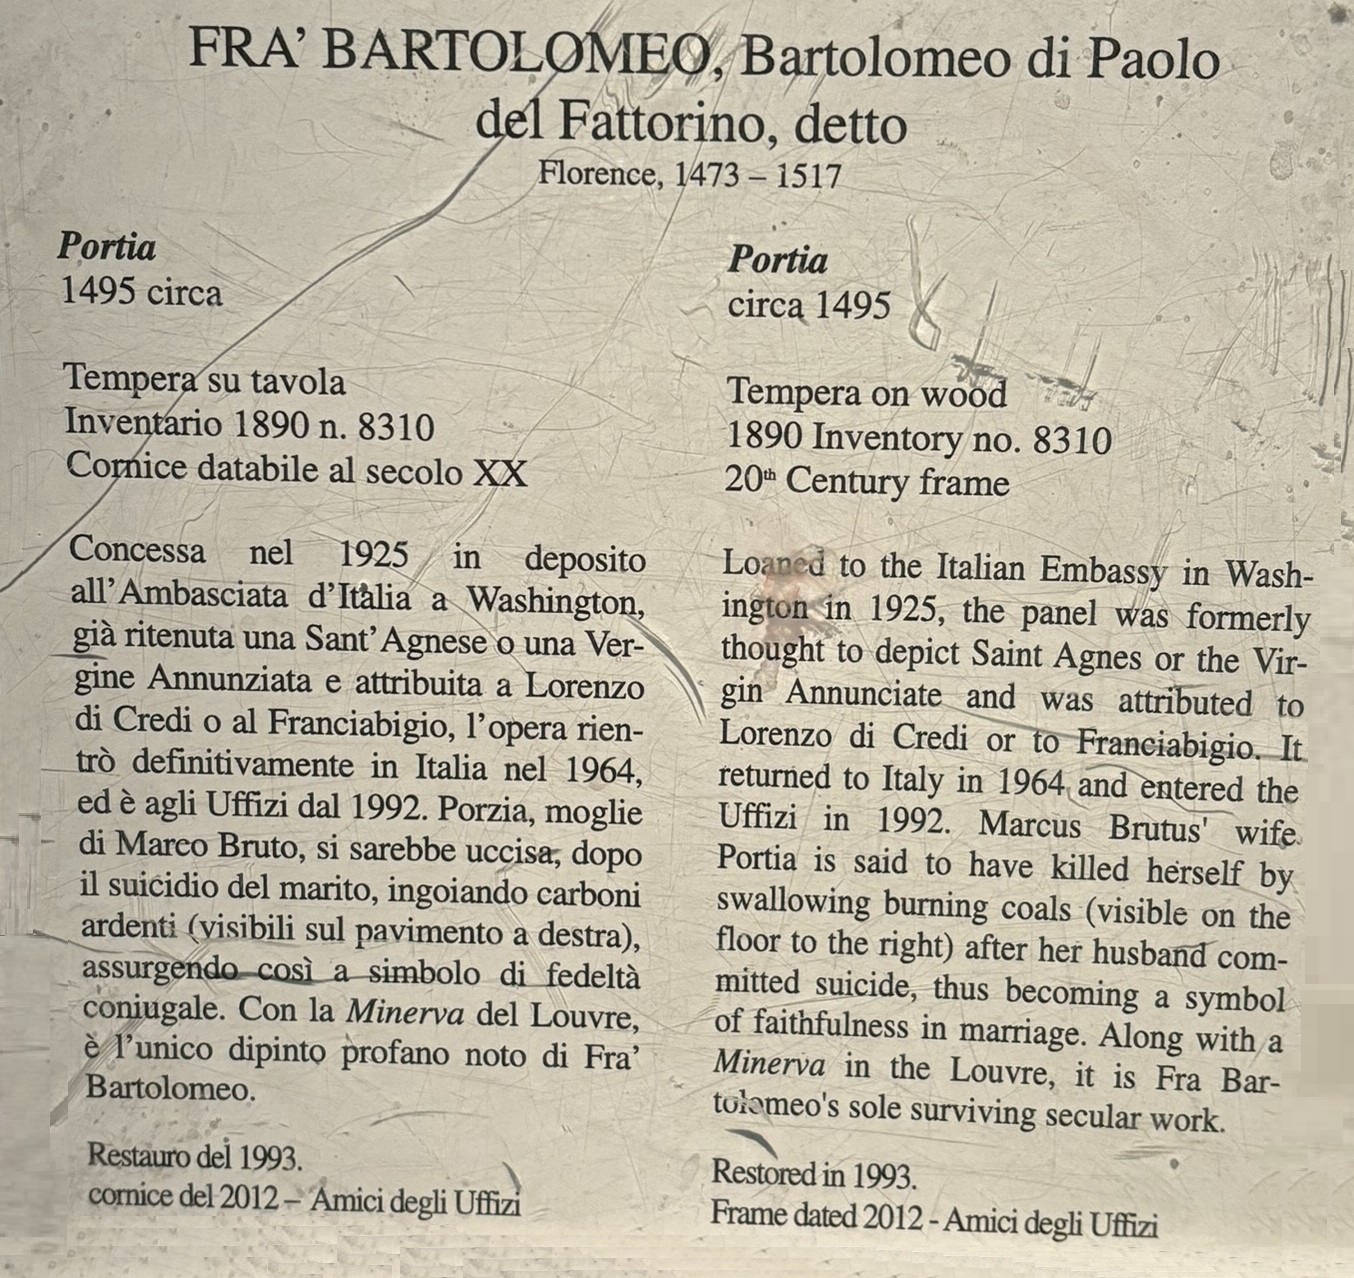 FRA’ BARTOLOMEO, Bartolomeo di Paolo
del Fattorino, detto
Florence, 1473 – 1517
Portia
1495 circa
Tempera su tavola
Inventario 1890 n. 8310
Cornice databile al secolo XX
Concessa nel 1925 in deposito
all’Ambasciata d’Italia a Washington,
già ritenuta una Sant’Agnese o una Ver-
gine Annunziata e attribuita a Lorenzo
di Credi o al Franciabigio, l’opera rien-
trò definitivamente in Italia nel 1964,
ed è agli Uffizi dal 1992. Porzia, moglie
di Marco Bruto, si sarebbe uccisa, dopo
il suicidio del marito, ingoiando carboni
ardenti (visibili sul pavimento a destra),
assurgendo così a simbolo di fedeltà
coniugale. Con la Minerva del Louvre,
è l’unico dipinto profano noto di Fra’
Bartolomeo.
Restauro del 1993.
cornice del 2012 – Amici degli Uffizi
Portia
circa 1495
Tempera on wood
1890 Inventory no. 8310
20th Century frame
Loaned to the Italian Embassy in Wash-
ington in 1925, the panel was formerly
thought to depict Saint Agnes or the Vir-
gin Annunciate and was attributed to
Lorenzo di Credi or to Franciabigio. It
returned to Italy in 1964 and entered the
Uffizi in 1992. Marcus Brutus' wife
Portia is said to have killed herself by
swallowing burning coals (visible on the
floor to the right) after her husband com-
mitted suicide, thus becoming a symbol
of faithfulness in marriage. Along with a
Minerva in the Louvre, it is Fra Bar-
tolomeo's sole surviving secular work.
Restored in 1993.
Frame dated 2012 - Amici degli Uffizi